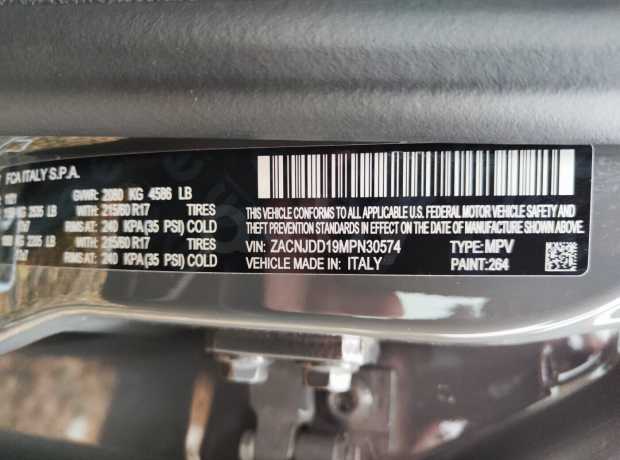 FCA ITALY S.P.A.
GVWR: 2080 KG 4586 LB
LB WITH: 215/60 R17 TIRES
RIMS AT: 240 KPA(35 PSI) COLD
LB WITH: 215/60 R17 TIRES
RIMS AT: 240 KPA(35 PSI) COLD
THIS VEHICLE CONFORMS TO ALL APPLICABLE U.S. FEDERAL MOTOR VEHICLE SAFETY AND
THEFT PREVENTION STANDARDS IN EFFECT ON THE DATE OF MANUFACTURE SHOWN ABOVE
VIN: ZACNJDD19MPN30574 TYPE: MPV
VEHICLE MADE IN: ITALY PAINT:264